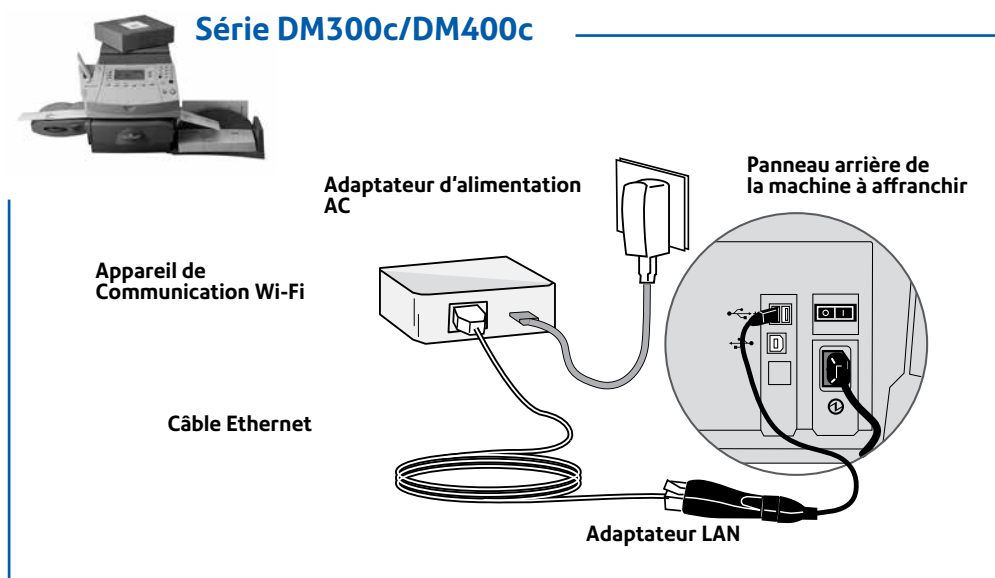 Série DM300c/DM400c
Adaptateur d'alimentation
AC
Panneau arrière de
la machine à affranchir
Appareil de
Communication Wi-Fi
Câble Ethernet
Adaptateur LAN